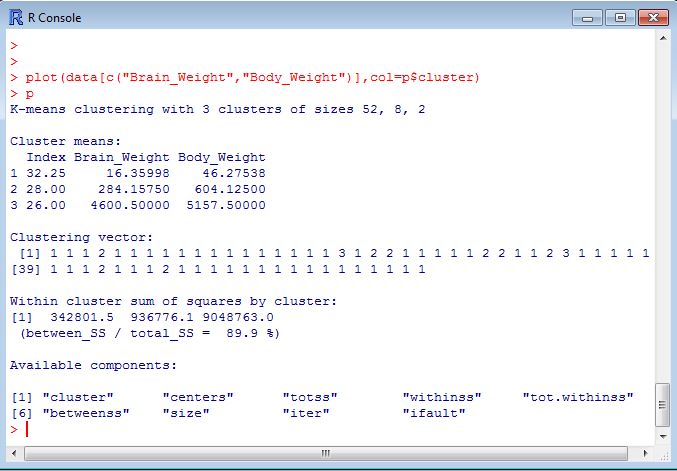 R Console
>
>
> plot(data[c("Brain_Weight","Body_Weight")],col=p$cluster)
> p
K-means clustering with 3 clusters of sizes 52, 8, 2
Cluster means:
Index Brain_Weight Body_Weight
1 32.25 16.35998 46.27538
2 28.00 284.15750 604.12500
3 26.00 4600.50000 5157.50000
Clustering vector:
[1] 1 1 1 2 1 1 1 1 1 1 1 1 1 1 1 1 1 1 3 1 2 2 1 1 1 1 1 2 2 1 1 2 3 1 1 1 1 1
[39] 1 1 1 2 1 1 1 2 1 1 1 1 1 1 1 1 1 1 1 1 1 1 1 1
Within cluster sum of squares by cluster:
[1] 342801.5 936776.1 9048763.0
(between_SS / total_SS = 89.9 %)
Available components:
[1] "cluster" "centers" "totss" "withinss" "tot.withinss"
[6] "betweenss" "size" "iter" "ifault"
>